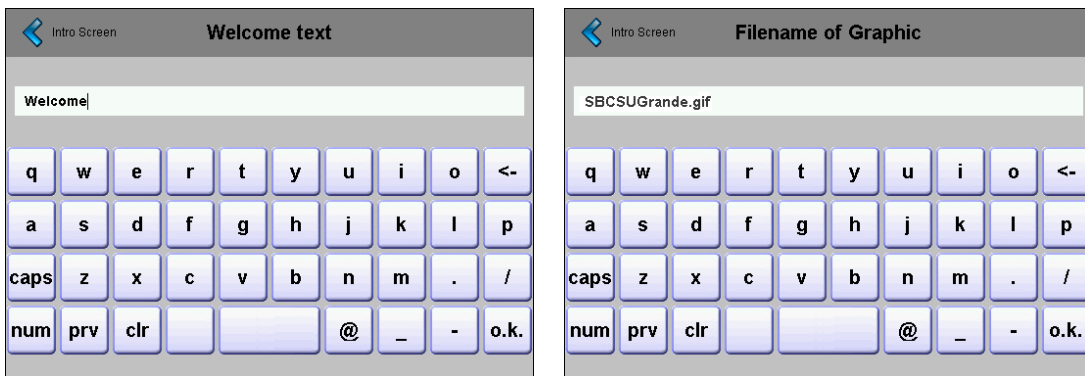 Intro Screen Welcome text
Welcome
q w e r t y u i o <-
a s d f g h j k l p
caps z x c v b n m . /
num prv clr @ _ - o.k.
Intro Screen Filename of Graphic
SBCSUGrande.gif
q w e r t y u i o <-
a s d f g h j k l p
caps z x c v b n m . /
num prv clr @ _ - o.k.